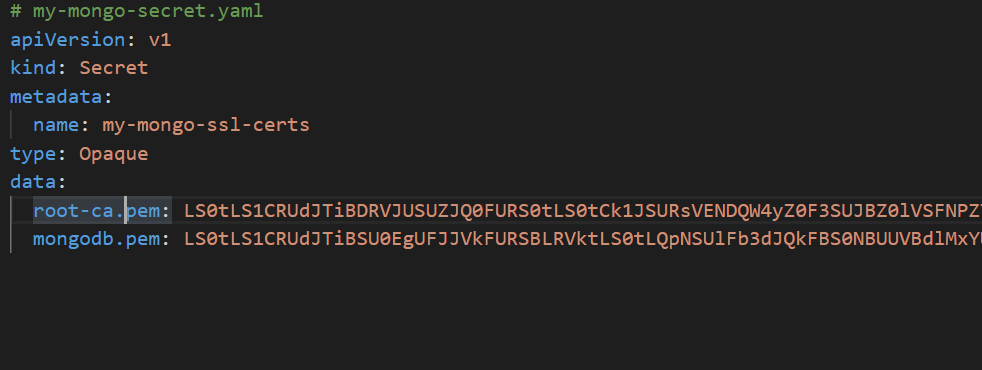 # my-mongo-secret.yaml
apiVersion: v1
kind: Secret
metadata:
  name: my-mongo-ssl-certs
type: Opaque
data:
  root-ca.pem: LS0tLS1CRUdJTiBDRVJUSUZJQ0FURS0tLS0tCk1JSURsVENDQW4yZ0F3SUJBZ0lVSFNPZ
  mongodb.pem: LS0tLS1CRUdJTiBSU0EgUFJJVkFURSBLRVktLS0tLQpNSUlFb3dJQkFBS0NBUUVBdlMxY